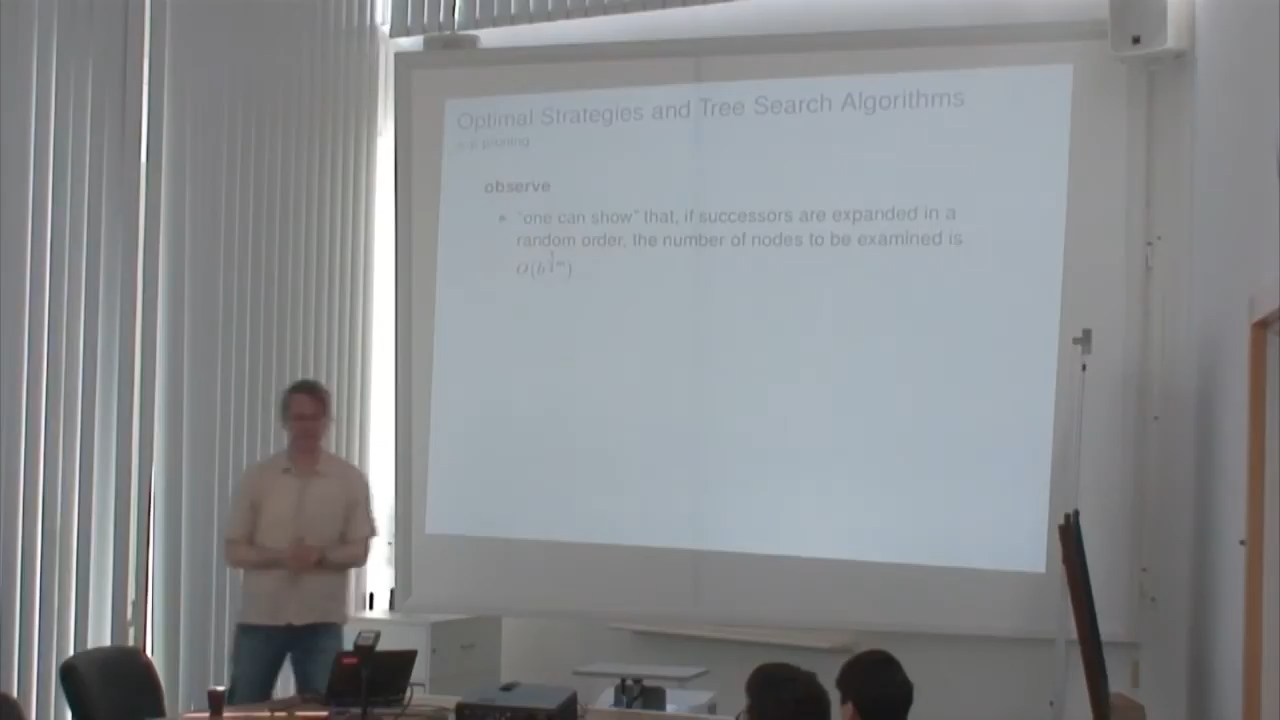 Optimal Strategies and Tree Search Algorithms
α-β pruning
observe
"one can show" that, if successors are expanded in a
random order, the number of nodes to be examined is